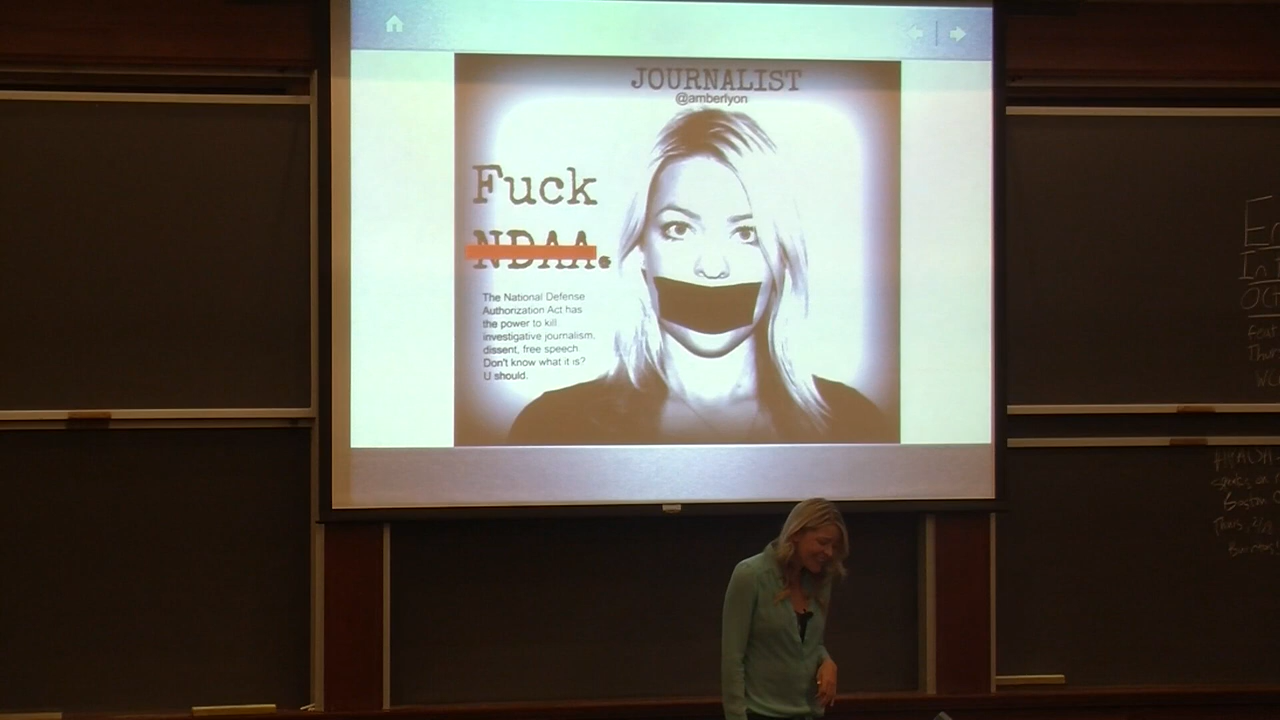 JOURNALIST
@amberlyon
Fuck
NDAA.
The National Defense
Authorization Act has
the power to kill
investigative journalism,
dissent, free speech.
Don't know what it is?
U should.
In